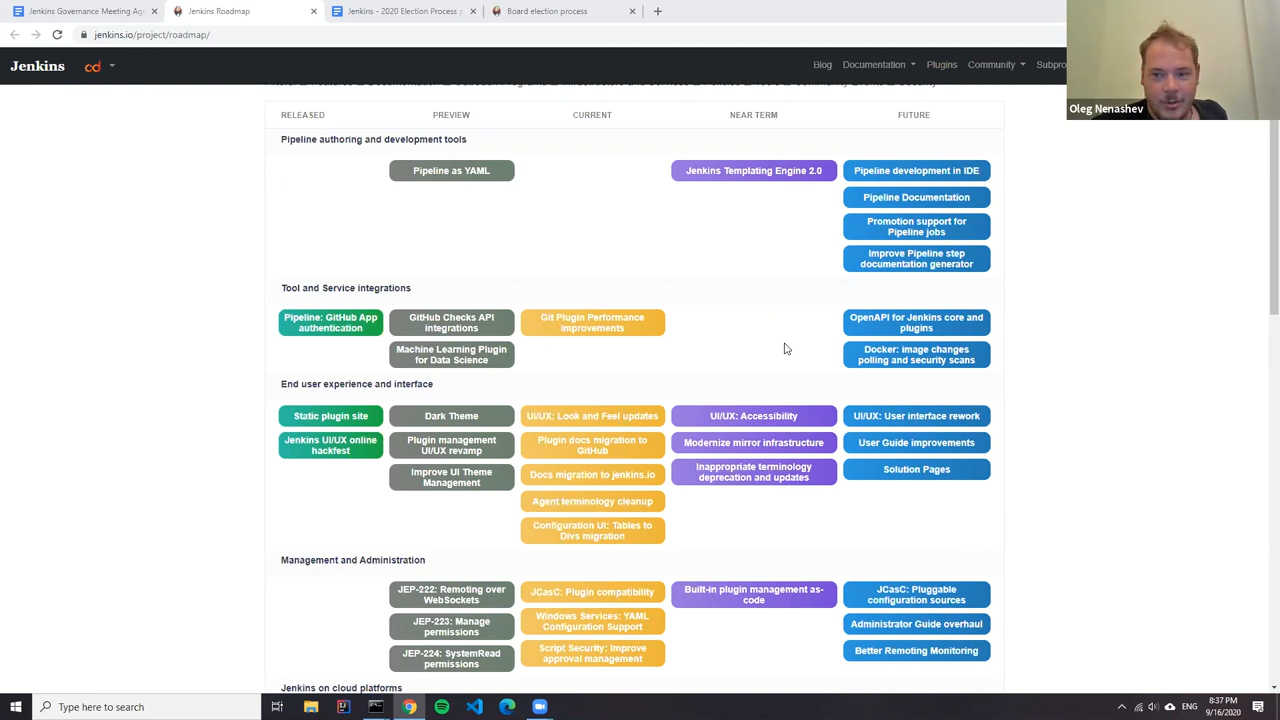 Jenkins Governance Meeting Ag
Jenkins Roadmap
Jenkins - 2020 Election Process p
Board election process
jenkins.io/project/roadmap/
Jenkins
cd
Blog
Documentation
Plugins
Community
Subpro
Oleg Nenashev
RELEASED
PREVIEW
CURRENT
NEAR TERM
FUTURE
Pipeline authoring and development tools
Pipeline as YAML
Jenkins Templating Engine 2.0
Pipeline development in IDE
Pipeline Documentation
Promotion support for
Pipeline jobs
Improve Pipeline step
documentation generator
Tool and Service integrations
Pipeline: GitHub App
authentication
GitHub Checks API
integrations
Machine Learning Plugin
for Data Science
Git Plugin Performance
Improvements
OpenAPI for Jenkins core and
plugins
Docker: image changes
polling and security scans
End user experience and interface
Static plugin site
Jenkins UI/UX online
hackfest
Dark Theme
Plugin management
UI/UX revamp
Improve UI Theme
Management
UI/UX: Look and Feel updates
Plugin docs migration to
GitHub
Docs migration to jenkins.io
Agent terminology cleanup
Configuration UI: Tables to
Divs migration
UI/UX: Accessibility
Modernize mirror infrastructure
Inappropriate terminology
deprecation and updates
UI/UX: User interface rework
User Guide improvements
Solution Pages
Management and Administration
JEP-222: Remoting over
WebSockets
JEP-223: Manage
permissions
JEP-224: SystemRead
permissions
JCasC: Plugin compatibility
Windows Services: YAML
Configuration Support
Script Security: Improve
approval management
Built-in plugin management as-
code
JCasC: Pluggable
configuration sources
Administrator Guide overhaul
Better Remoting Monitoring
Jenkins on cloud platforms
Type here to search
ENG
8:37 PM
9/16/2020